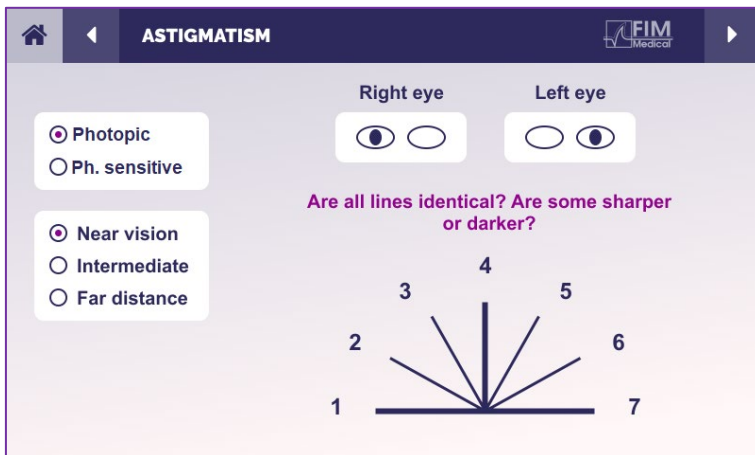 ASTIGMATISM
FIM
Medical
Right eye
Left eye
Photopic
Ph. sensitive
Near vision
Intermediate
Far distance
Are all lines identical? Are some sharper
or darker?
1
2
3
4
5
6
7